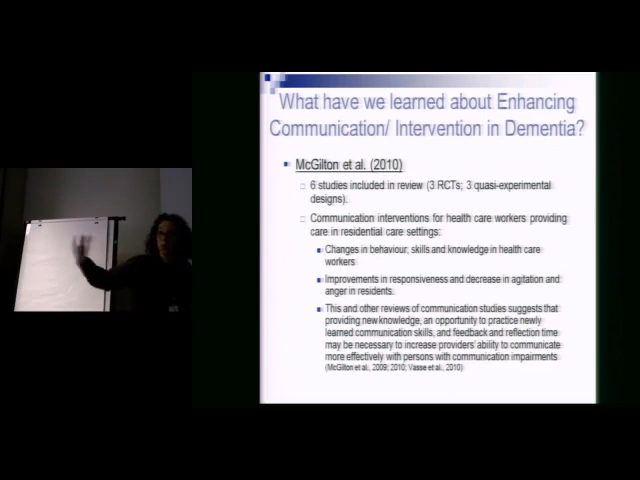 What have we learned about Enhancing
Communication/ Intervention in Dementia?
McGilton et al. (2010)
6 studies included in review (3 RCTs; 3 quasi-experimental
designs).
Communication interventions for health care workers providing
care in residential care settings:
Changes in behaviour, skills and knowledge in health care
workers
Improvements in responsiveness and decrease in agitation and
anger in residents.
This and other reviews of communication studies suggests that
providing new knowledge, an opportunity to practice newly
learned communication skills, and feedback and reflection time
may be necessary to increase providers' ability to communicate
more effectively with persons with communication impairments
(McGilton et al., 2009; 2010; Vasse et al., 2010)